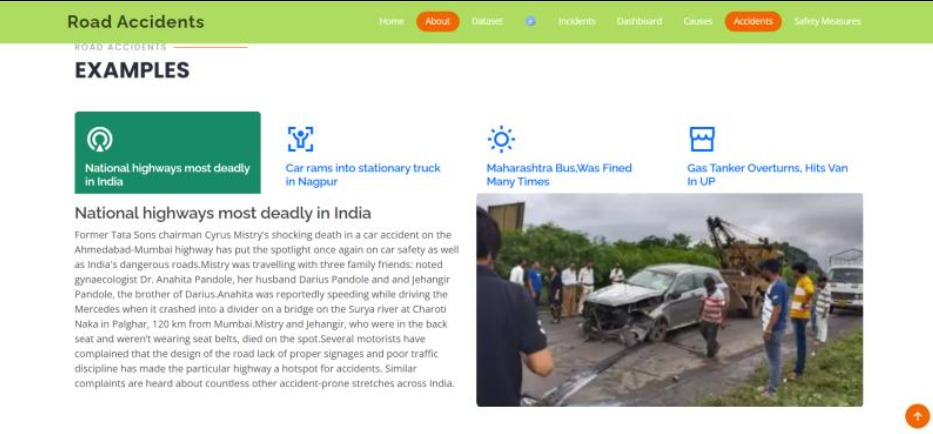 Road Accidents
Home About Dataset Incidents Dashboard Causes Accidents Safety Measures
ROAD ACCIDENTS
EXAMPLES
National highways most deadly
in India
Car rams into stationary truck
in Nagpur
Maharashtra Bus,Was Fined
Many Times
Gas Tanker Overturns, Hits Van
In UP
National highways most deadly in India
Former Tata Sons chairman Cyrus Mistry's shocking death in a car accident on the
Ahmedabad-Mumbai highway has put the spotlight once again on car safety as well
as India's dangerous roads.Mistry was travelling with three family friends: noted
gynaecologist Dr. Anahita Pandole, her husband Darius Pandole and and Jehangir
Pandole, the brother of Darius.Anahita was reportedly speeding while driving the
Mercedes when it crashed into a divider on a bridge on the Surya river at Charoti
Naka in Palghar, 120 km from Mumbai.Mistry and Jehangir, who were in the back
seat and weren't wearing seat belts, died on the spot.Several motorists have
complained that the design of the road lack of proper signages and poor traffic
discipline has made the particular highway a hotspot for accidents. Similar
complaints are heard about countless other accident-prone stretches across India.